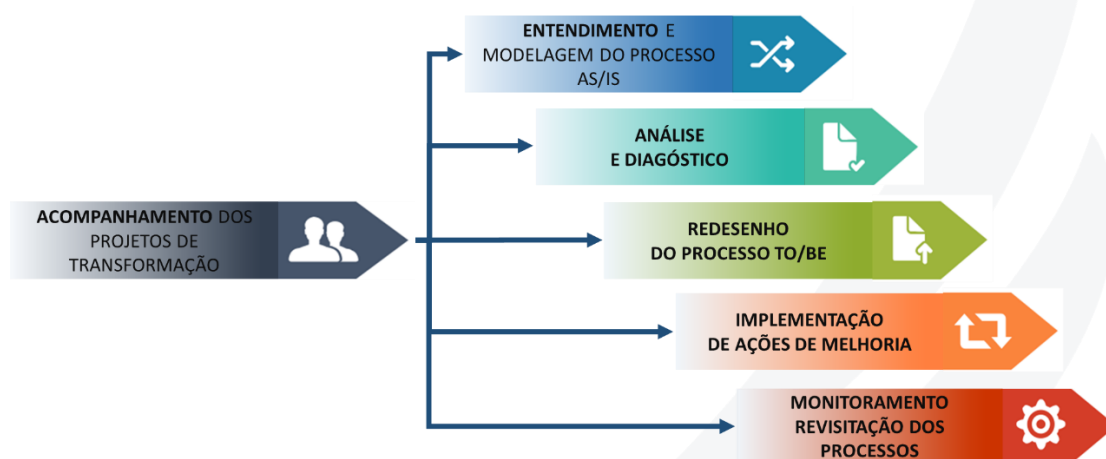 ENTENDIMENTO E
MODELAGEM DO PROCESSO
AS/IS
ANÁLISE
E DIAGÓSTICO
ACOMPANHAMENTO DOS
PROJETOS DE
TRANSFORMAÇÃO
REDESENHO
DO PROCESSO TO/BE
IMPLEMENTAÇÃO
DE AÇÕES DE MELHORIA
MONITORAMENTO
REVISITAÇÃO DOS
PROCESSOS